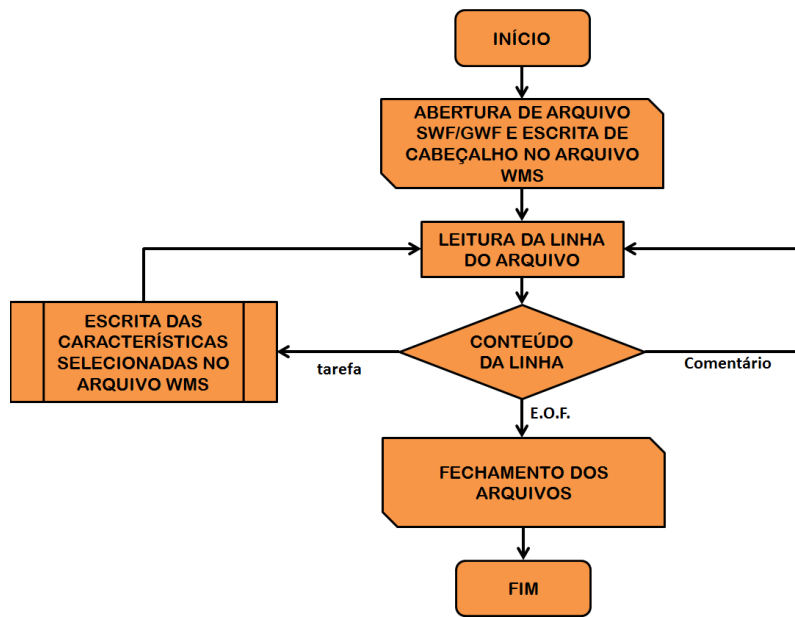 INÍCIO
ABERTURA DE ARQUIVO
SWF/GWF E ESCRITA DE
CABEÇALHO NO ARQUIVO
WMS
LEITURA DA LINHA
DO ARQUIVO
ESCRITA DAS
CARACTERÍSTICAS
SELECIONADAS NO
ARQUIVO WMS
tarefa
CONTEÚDO
DA LINHA
Comentário
E.O.F.
FECHAMENTO DOS
ARQUIVOS
FIM